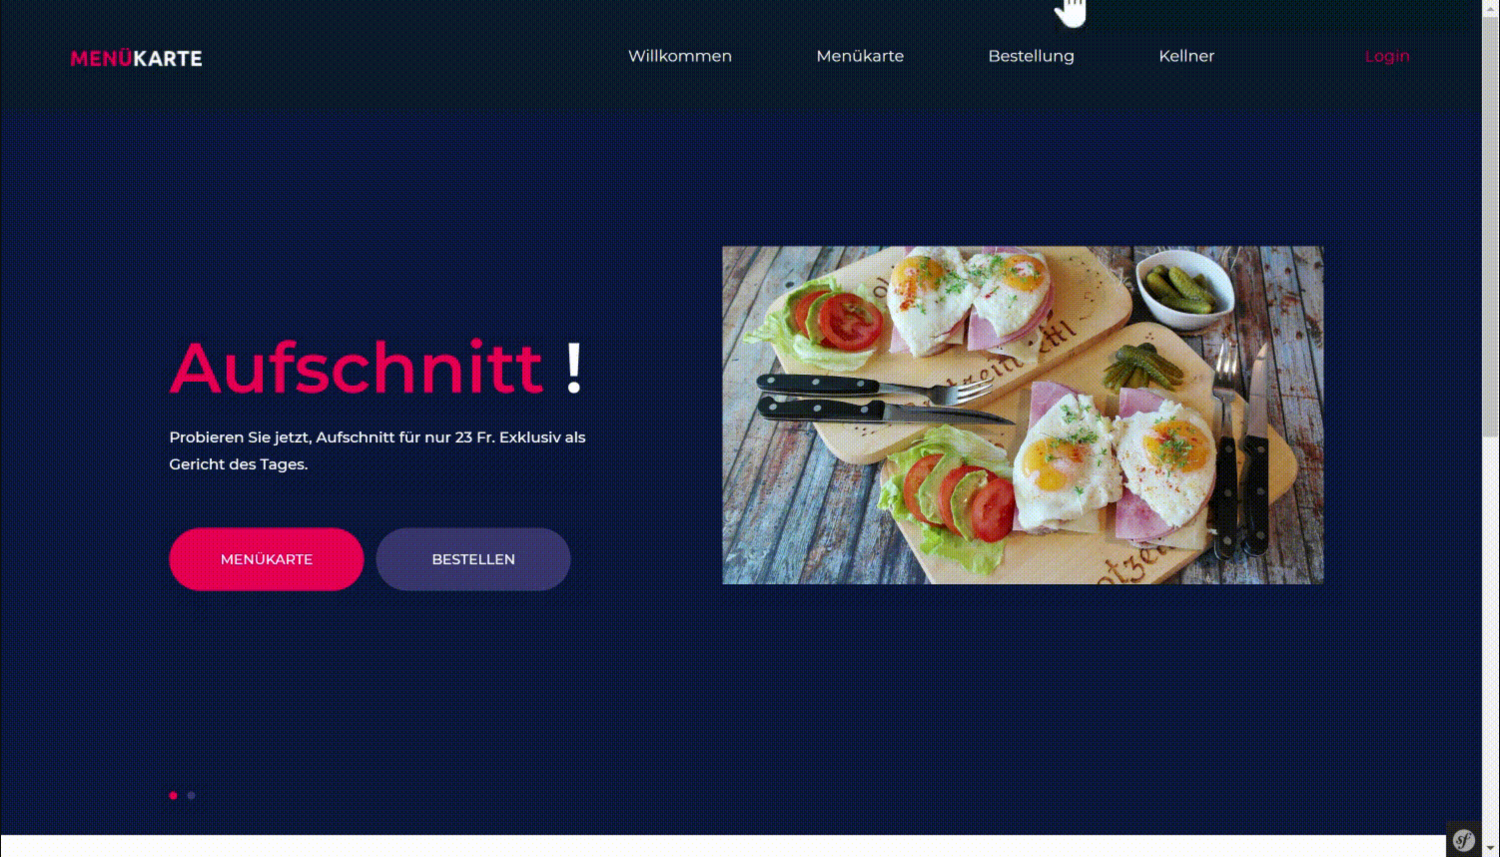 MENÜKARTE
Willkommen
Menükarte
Bestellung
Kellner
Login
Aufschnitt !
Probieren Sie jetzt, Aufschnitt für nur 23 Fr. Exklusiv als
Gericht des Tages.
MENÜKARTE
BESTELLEN
sf